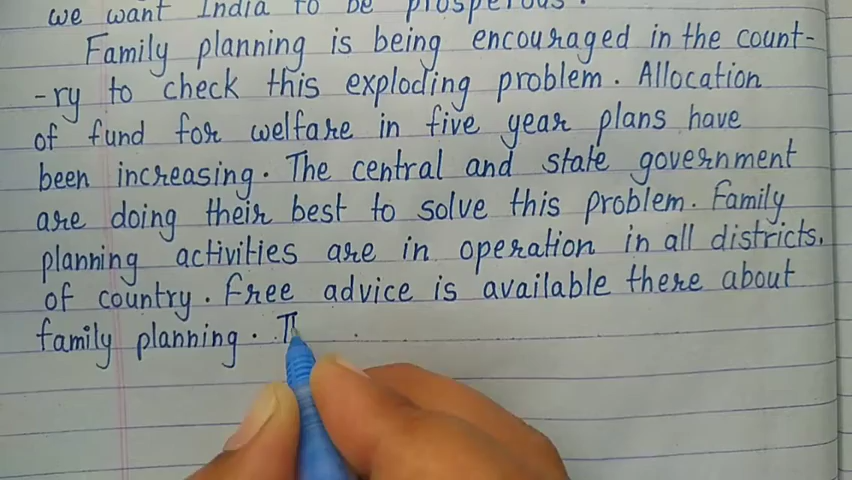 we want India to be prosperous.
Family planning is being encouraged in the count-
-ry to check this exploding problem. Allocation
of fund for welfare in five year plans have
been increasing. The central and state government
are doing their best to solve this problem. Family
planning activities are in operation in all districts.
of country. Free advice is available there about
family planning. T